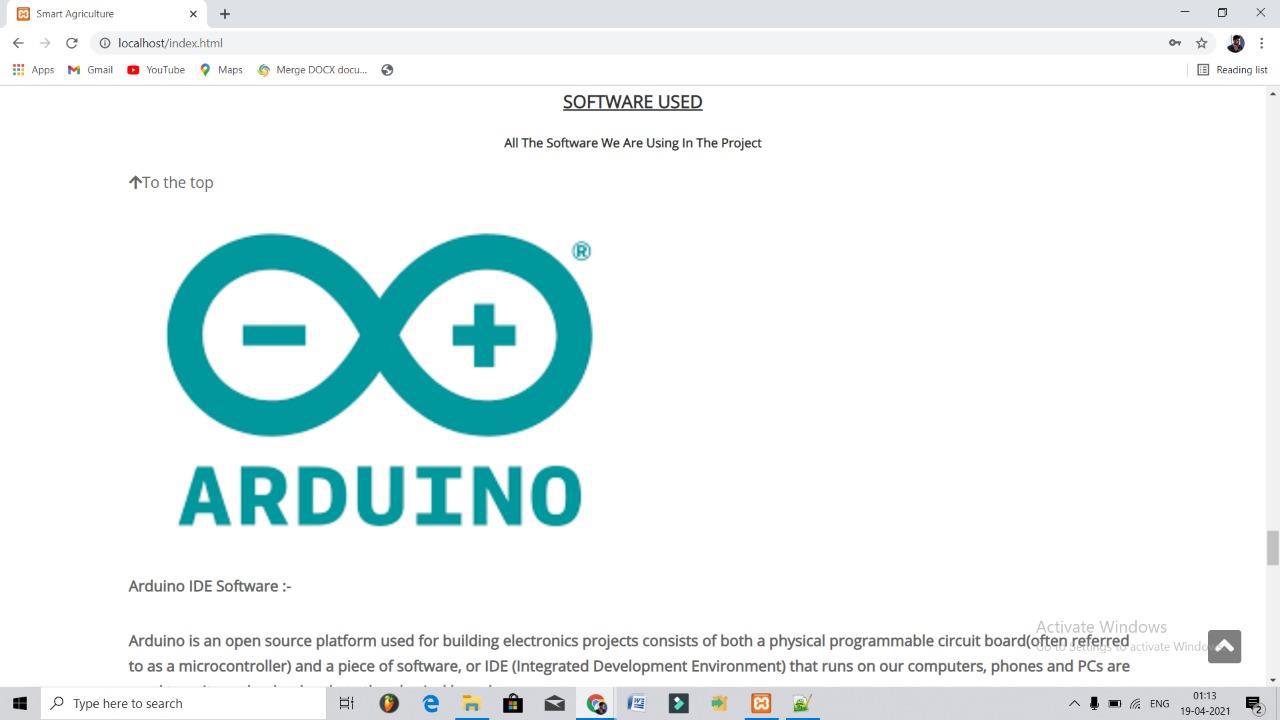 Smart Agriculture
localhost/index.html
Apps Gmail YouTube Maps Merge DOCX docu... Reading list
SOFTWARE USED
All The Software We Are Using In The Project
To the top
®
ARDUINO
Arduino IDE Software :-
Arduino is an open source platform used for building electronics projects consists of both a physical programmable circuit board(often referred
to as a microcontroller) and a piece of software, or IDE (Integrated Development Environment) that runs on our computers, phones and PCs are
Activate Windows
Go to Settings to activate Windo
Type here to search
ENG
01:13
19-04-2021
2